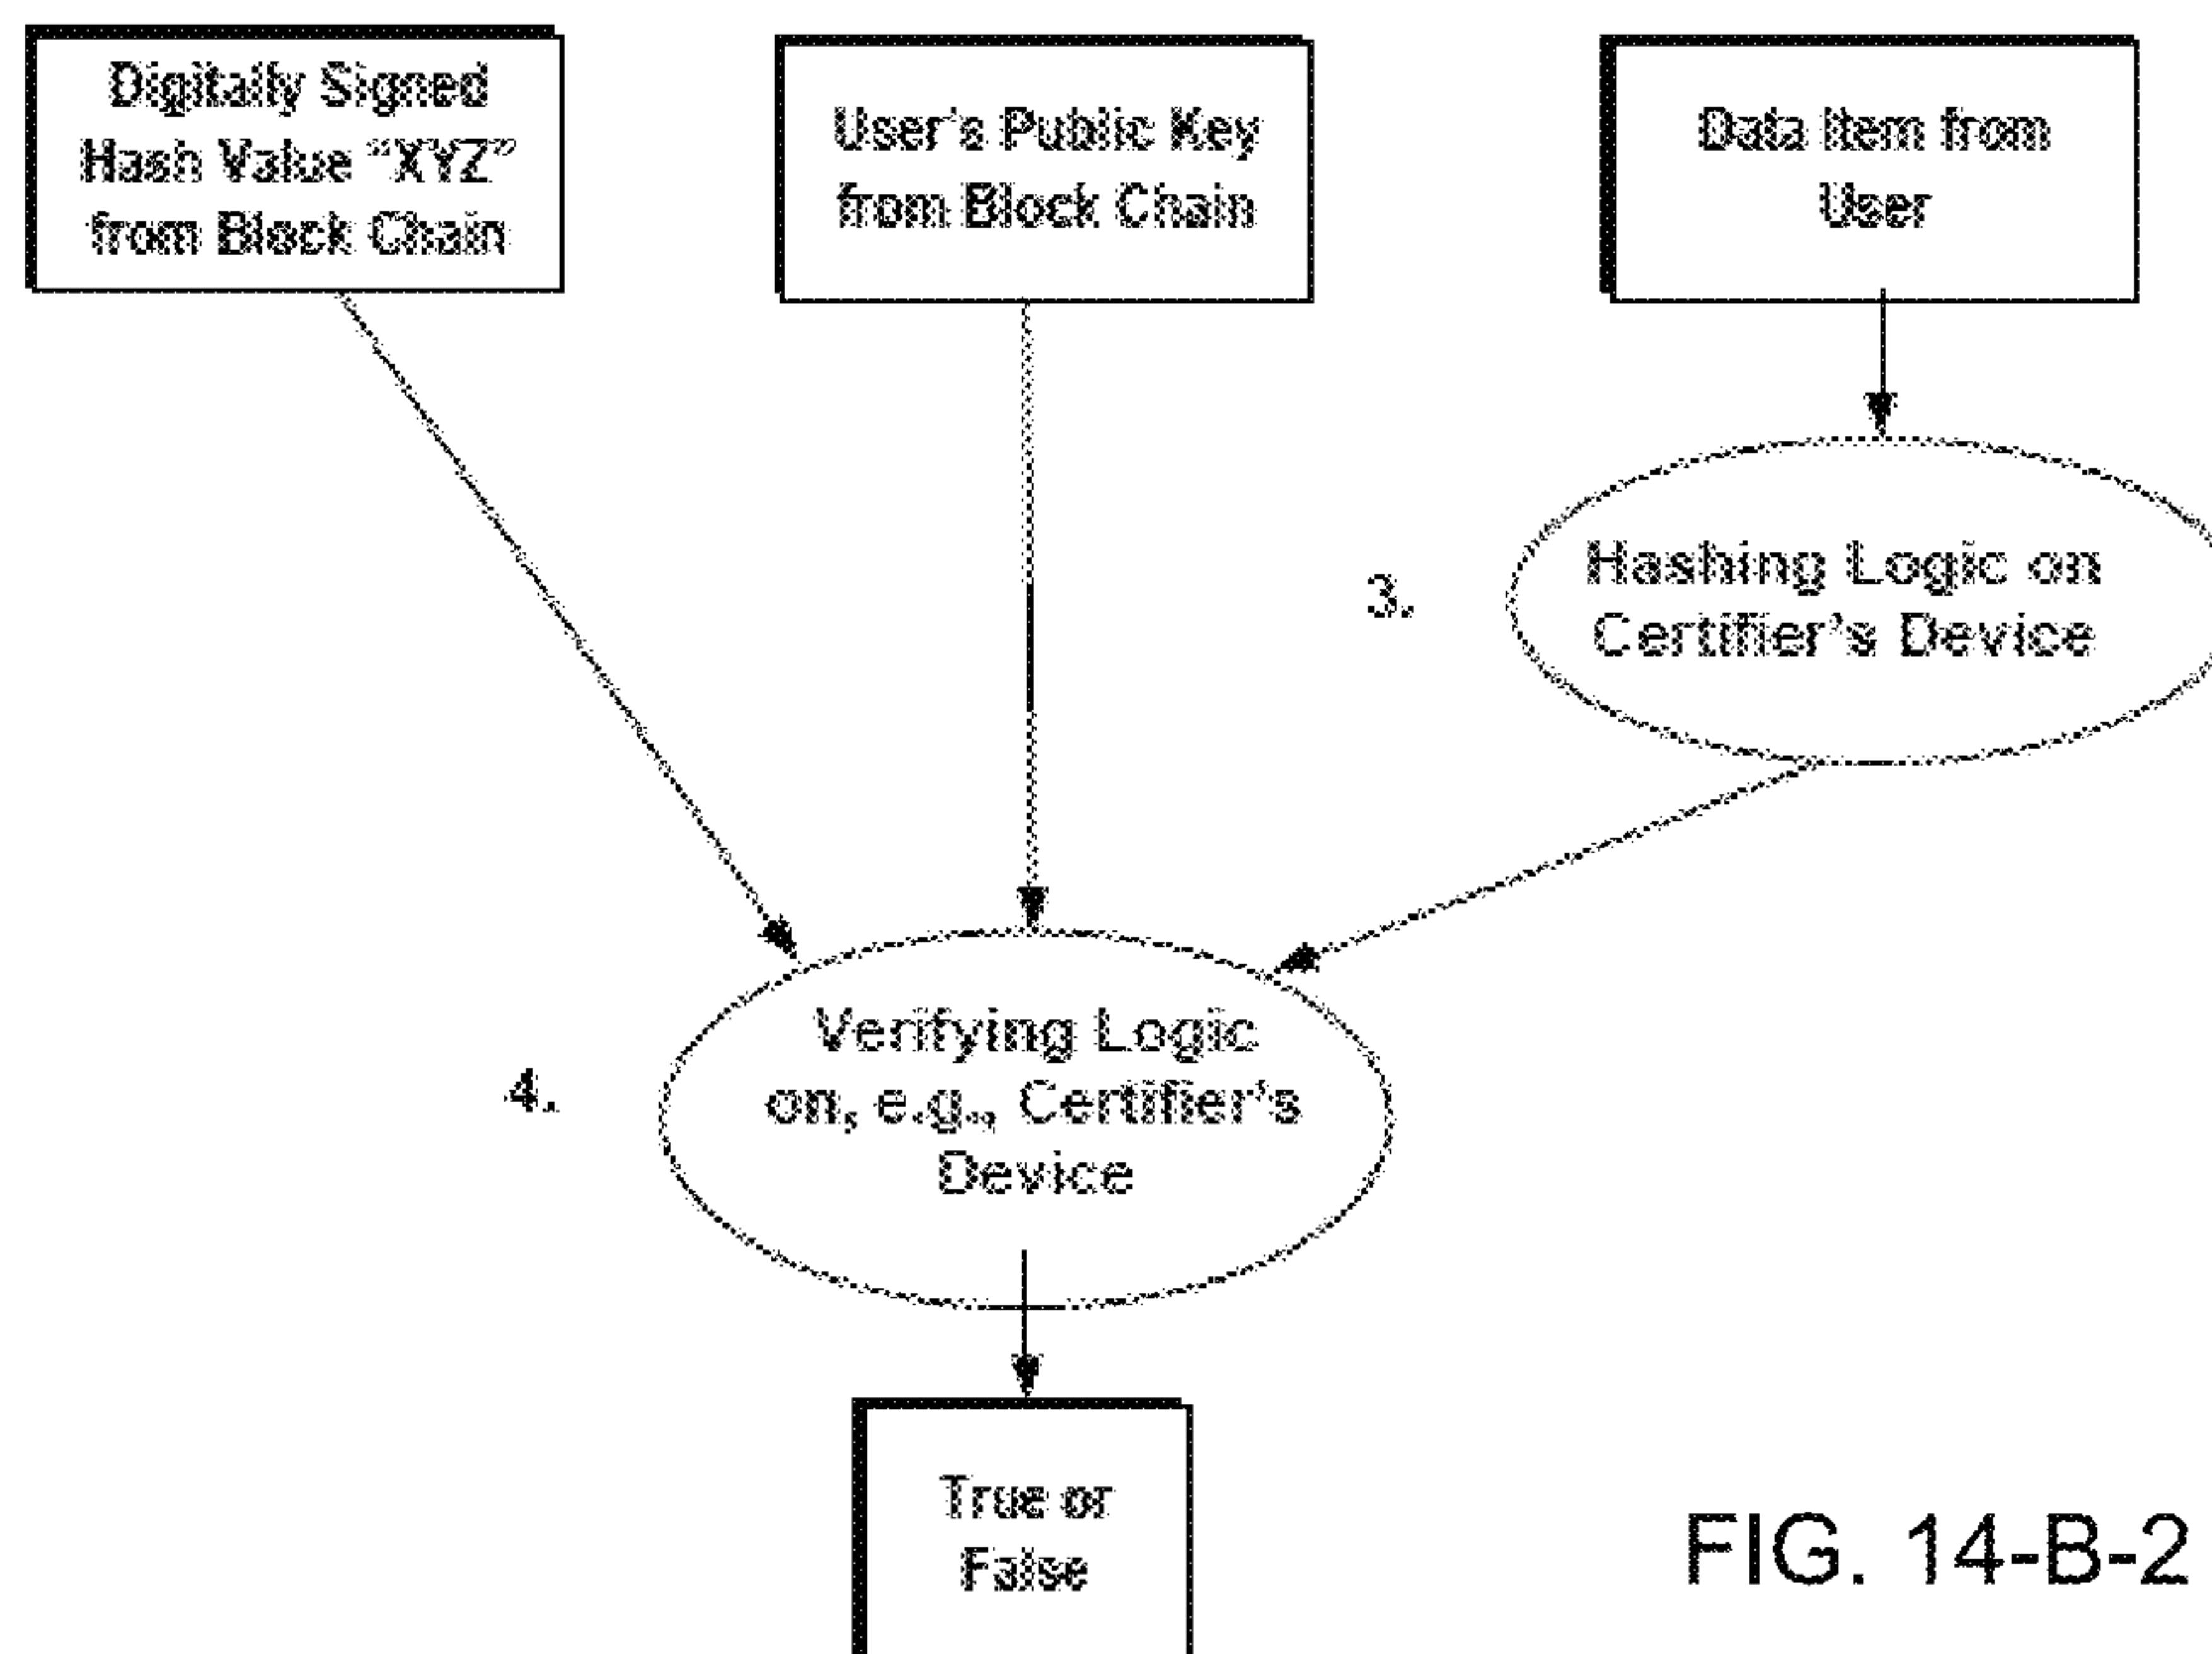 Digitally Signed
Hash Value "XYZ"
from Block Chain
User's Public Key
from Block Chain
Data Item from
User
3.
Hashing Logic on
Certifier's Device
4.
Verifying Logic
on, e.g., Certifier's
Device
True or
False
FIG. 14-B-2